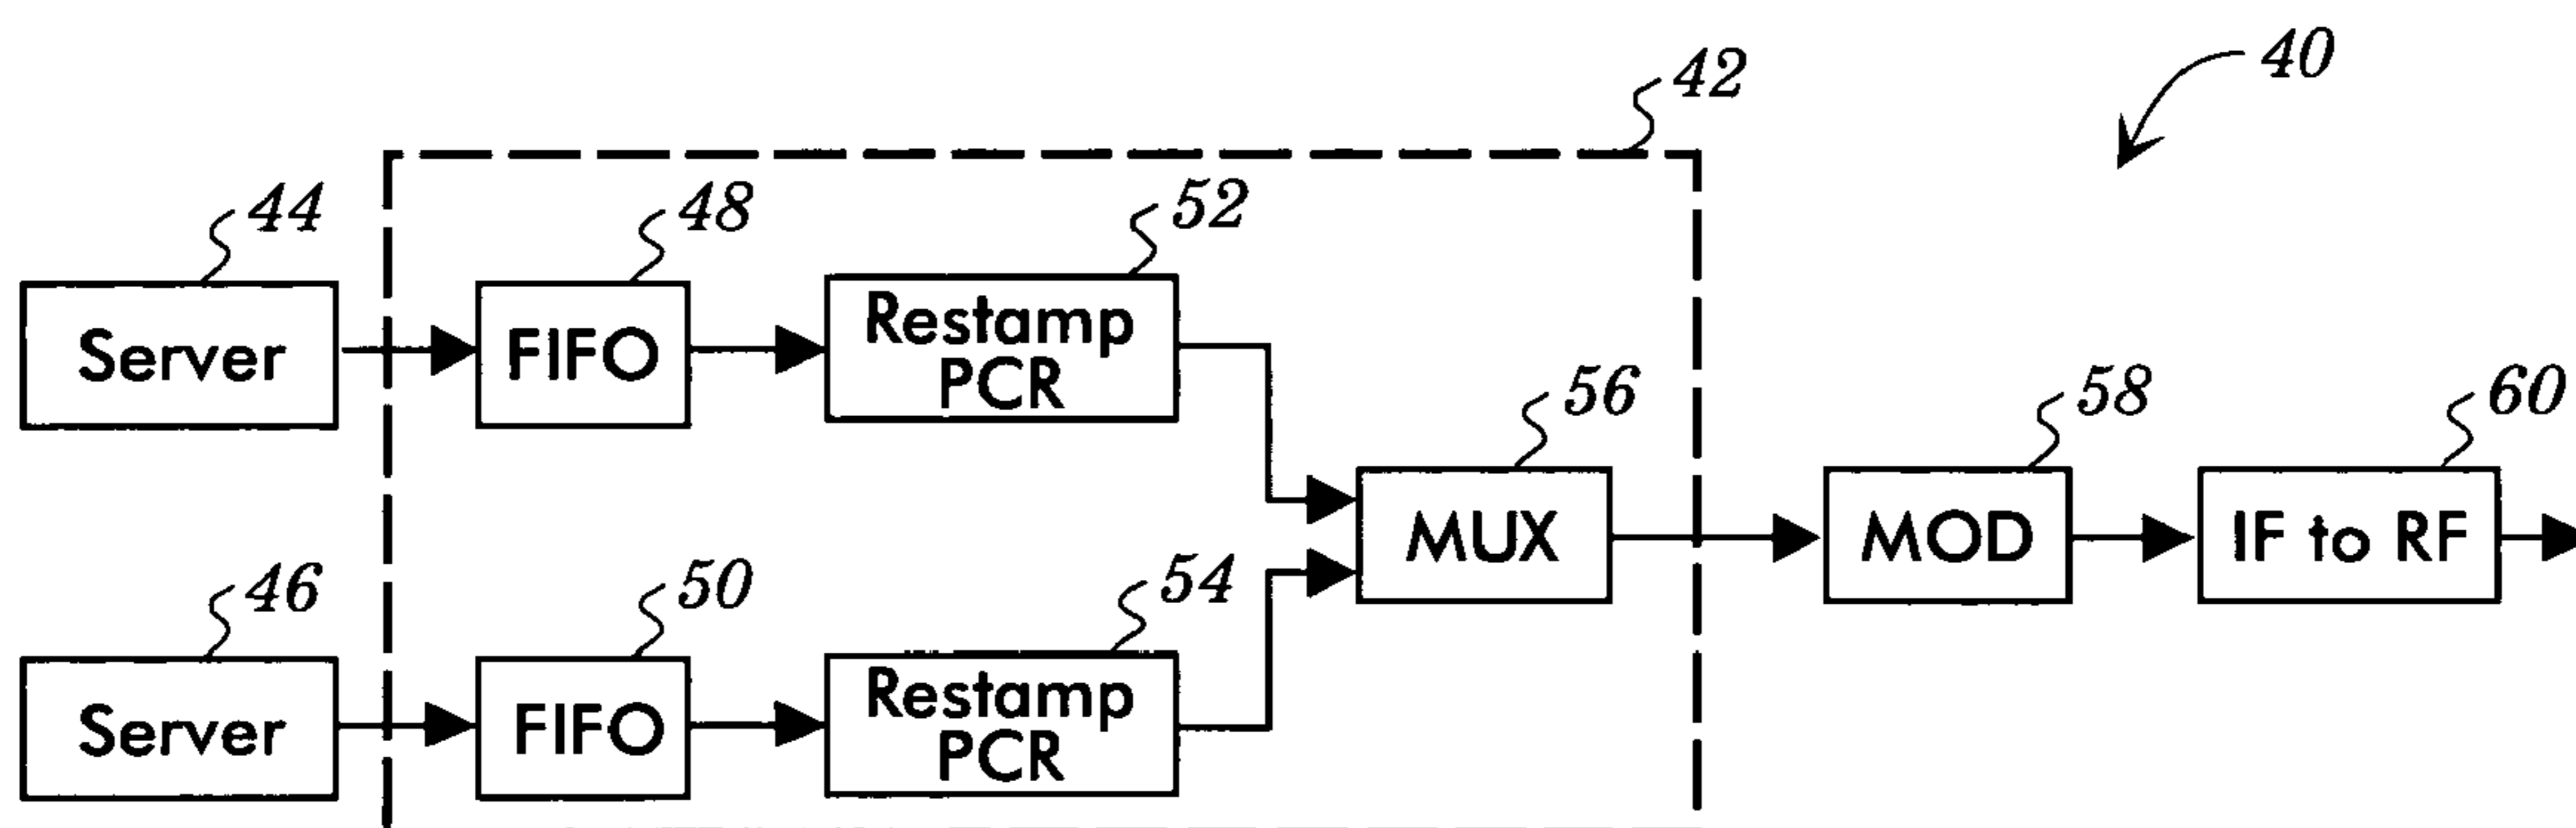 40
42
44
48
52
Server
FIFO
Restamp
PCR
56
58
60
MUX
MOD
IF to RF
46
50
54
Server
FIFO
Restamp
PCR